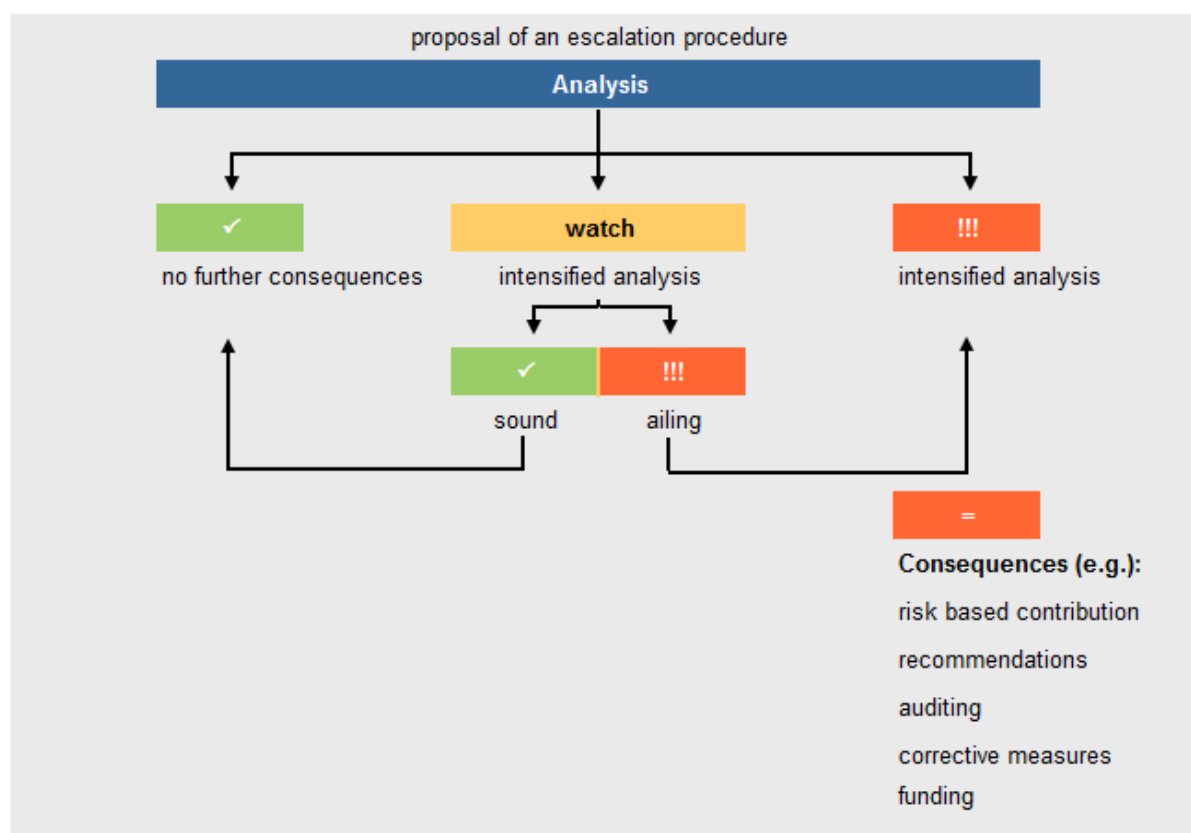 proposal of an escalation procedure
Analysis
✓
watch
!!!
no further consequences
intensified analysis
intensified analysis
✓
!!!
sound
ailing
=
Consequences (e.g.):
risk based contribution
recommendations
auditing
corrective measures
funding